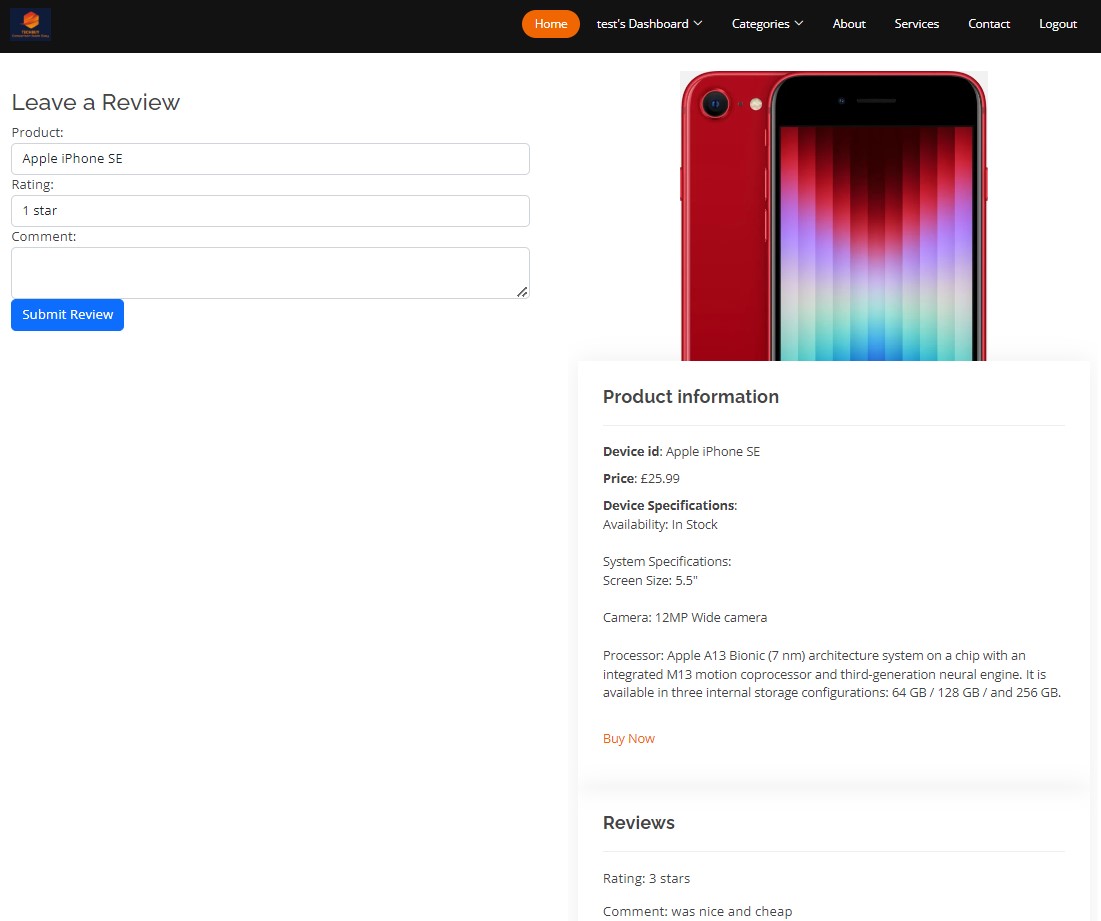 Home
test's Dashboard
Categories
About
Services
Contact
Logout
Leave a Review
Product:
Apple iPhone SE
Rating:
1 star
Comment:
Submit Review
Product information
Device id: Apple iPhone SE
Price: £25.99
Device Specifications:
Availability: In Stock
System Specifications:
Screen Size: 5.5"
Camera: 12MP Wide camera
Processor: Apple A13 Bionic (7 nm) architecture system on a chip with an
integrated M13 motion coprocessor and third-generation neural engine. It is
available in three internal storage configurations: 64 GB / 128 GB / and 256 GB.
Buy Now
Reviews
Rating: 3 stars
Comment: was nice and cheap